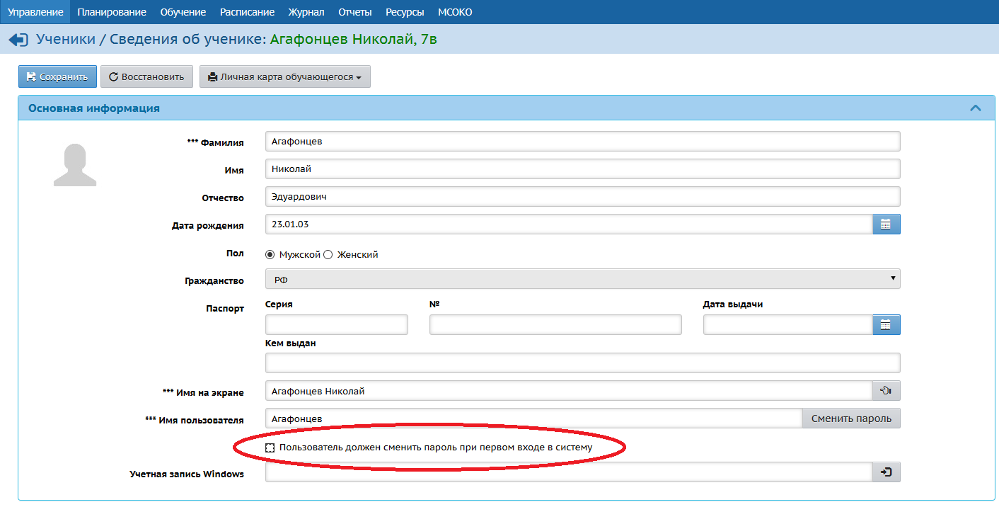 Управление Планирование Обучение Расписание Журнал Отчеты Ресурсы МСОКО
Ученики / Сведения об ученике: Агафонцев Николай, 7в
Сохранить Восстановить Личная карта обучающегося
Основная информация
*** Фамилия Агафонцев
Имя Николай
Отчество Эдуардович
Дата рождения 23.01.03
Пол Мужской Женский
Гражданство РФ
Паспорт Серия № Дата выдачи
Кем выдан
*** Имя на экране Агафонцев Николай
*** Имя пользователя Агафонцев Сменить пароль
Пользователь должен сменить пароль при первом входе в систему
Учетная запись Windows